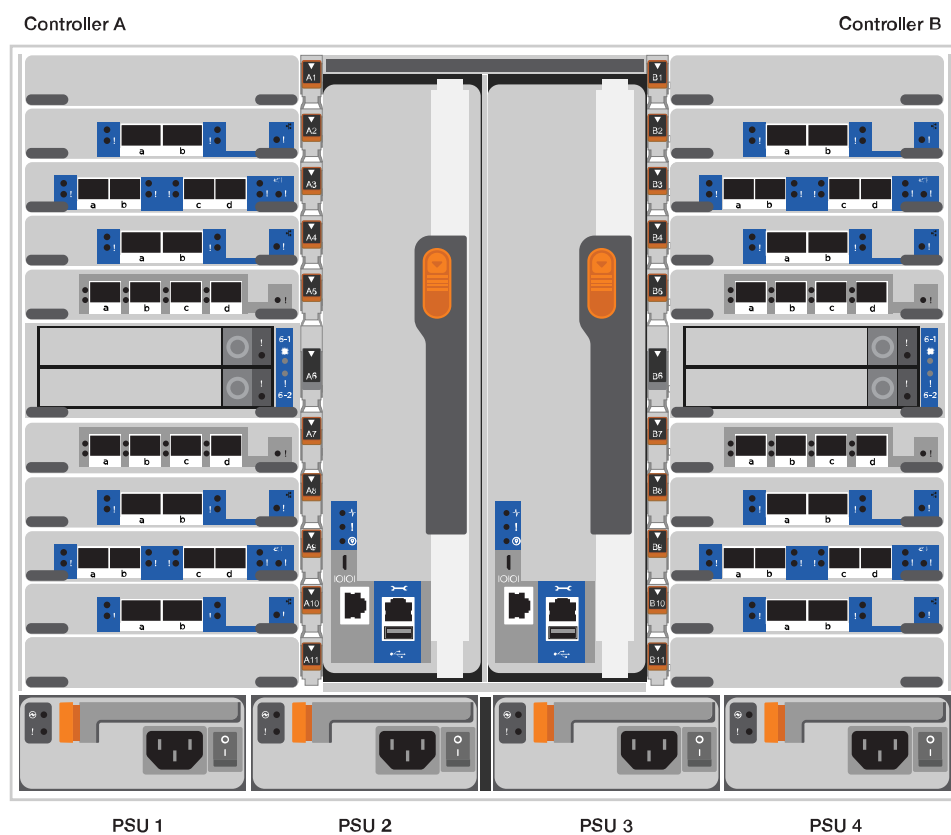 Controller A
Controller B
A1
B1
! a b !
!
A2
B2
! a b !
!
! a b ! ! c d ! !
A3
B3
! a b ! ! c d ! !
! a b !
!
A4
B4
! a b !
!
a b c d !
A5
B5
a b c d !
! 6-1
! ! 6-2
A6
B6
! 6-1
! ! 6-2
a b c d !
A7
B7
a b c d !
! a b !
!
A8
B8
! a b !
!
! a b ! ! c d ! !
A9
B9
! a b ! ! c d ! !
!
!
IOIOI
IOIOI
! a b !
!
A10
B10
! a b !
!
A11
B11
! O I
! O I
! O I
! O I
PSU 1
PSU 2
PSU 3
PSU 4